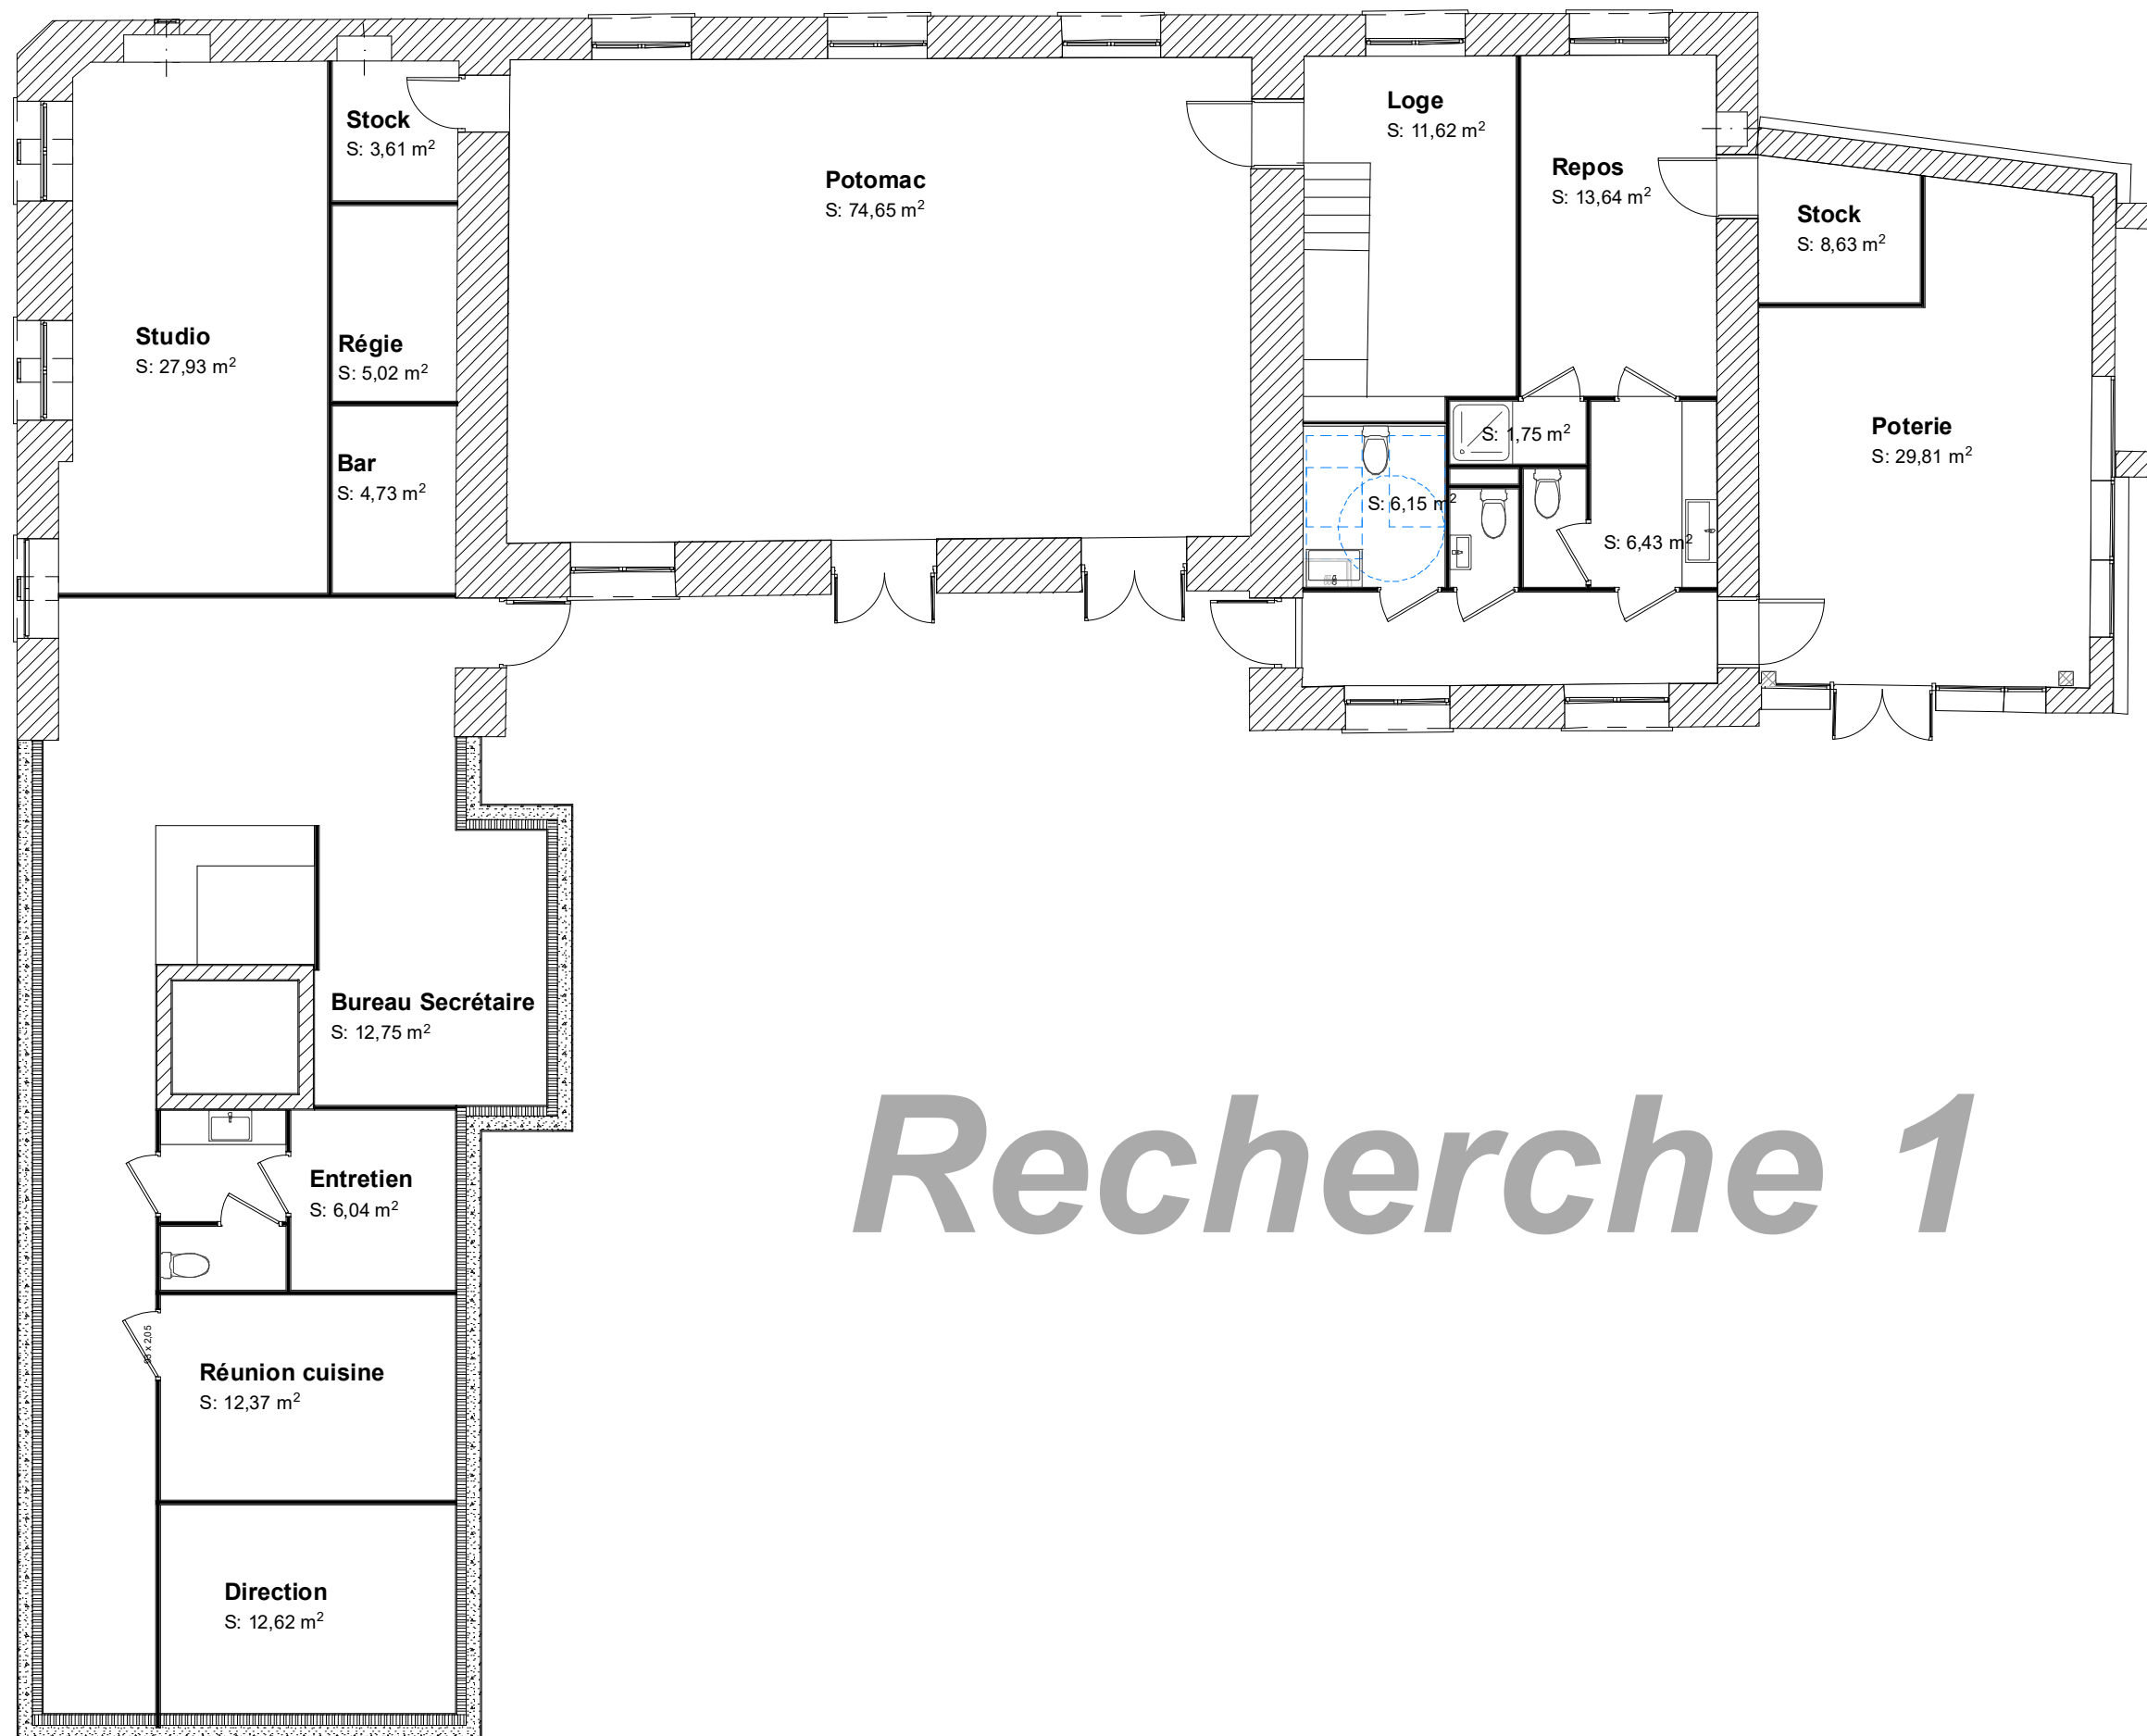 Stock
S: 3,61 m²
Loge
S: 11,62 m²
Potomac
S: 74,65 m²
Repos
S: 13,64 m²
Stock
S: 8,63 m²
Studio
S: 27,93 m²
Régie
S: 5,02 m²
Bar
S: 4,73 m²
S: 1,75 m²
Poterie
S: 29,81 m²
S: 6,15 m²
S: 6,43 m²
Bureau Secrétaire
S: 12,75 m²
Recherche 1
Entretien
S: 6,04 m²
x 2,05
Réunion cuisine
S: 12,37 m²
Direction
S: 12,62 m²